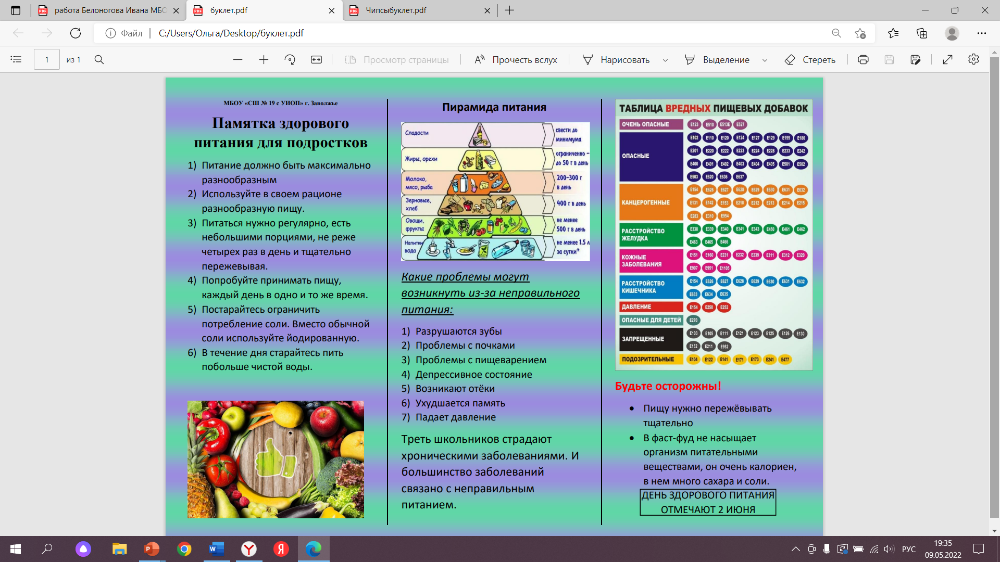 работа Белоногова Ивана МБО
буклет.pdf
Чипсыбуклет.pdf
Файл
C:/Users/Ольга/Desktop/буклет.pdf
1
из 1
Просмотр страницы
Прочесть вслух
Нарисовать
Выделение
Стереть
МБОУ «СШ № 19 с УИОП» г. Заволжье
Памятка здорового
питания для подростков
1) Питание должно быть максимально
разнообразным
2) Используйте в своем рационе
разнообразную пищу.
3) Питаться нужно регулярно, есть
небольшими порциями, не реже
четырех раз в день и тщательно
пережевывая.
4) Попробуйте принимать пищу,
каждый день в одно и то же время.
5) Постарайтесь ограничить
потребление соли. Вместо обычной
соли используйте йодированную.
6) В течение дня старайтесь пить
побольше чистой воды.
Пирамида питания
Сладости
свести до
минимума
Жиры, орехи
ограниченно –
до 50 г в день
Молоко,
мясо, рыба
200-300 г
в день
Зерновые,
хлеб
400 г в день
Овощи,
фрукты
не менее
500 г в день
Напитки
вода
не менее 1.5 л
за сутки*
Какие проблемы могут
возникнуть из-за неправильного
питания:
1) Разрушаются зубы
2) Проблемы с почками
3) Проблемы с пищеварением
4) Депрессивное состояние
5) Возникают отёки
6) Ухудшается память
7) Падает давление
Треть школьников страдают
хроническими заболеваниями. И
большинство заболеваний
связано с неправильным
питанием.
ТАБЛИЦА ВРЕДНЫХ ПИЩЕВЫХ ДОБАВОК
ОЧЕНЬ ОПАСНЫЕ
E123 E510 E513E E527
ОПАСНЫЕ
E102 E110 E120 E124 E127 E129 E155 E180
E201 E220 E222 E223 E224 E228 E233 E242
E400 E401 E402 E403 E404 E405 E501 E502
E503 E620 E636 E637
КАНЦЕРОГЕННЫЕ
E154 E626 E627 E628 E629 E630 E631 E632
E131 E142 E153 E210 E212 E213 E214 E215
E283 E310 E954
РАССТРОЙСТВО
ЖЕЛУДКА
E338 E339 E340 E341 E343 E450 E461 E462
E463 E465 E466
КОЖНЫЕ
ЗАБОЛЕВАНИЯ
E151 E160 E231 E232 E239 E311 E312 E320
E907 E951 E1105
РАССТРОЙСТВО
КИШЕЧНИКА
E154 E626 E627 E628 E629 E630 E631 E632
E633 E634 E635
ДАВЛЕНИЕ
E154 E250 E252
ОПАСНЫЕ ДЛЯ ДЕТЕЙ
E270
ЗАПРЕЩЕННЫЕ
E103 E105 E111 E121 E123 E125 E126 E130
E152 E211 E952
ПОДОЗРИТЕЛЬНЫЕ
E104 E122 E141 E171 E173 E241 E477
Будьте осторожны!
• Пищу нужно пережёвывать
тщательно
• В фаст-фуд не насыщает
организм питательными
веществами, он очень калориен,
в нем много сахара и соли.
ДЕНЬ ЗДОРОВОГО ПИТАНИЯ
ОТМЕЧАЮТ 2 ИЮНЯ
РУС
19:35
09.05.2022